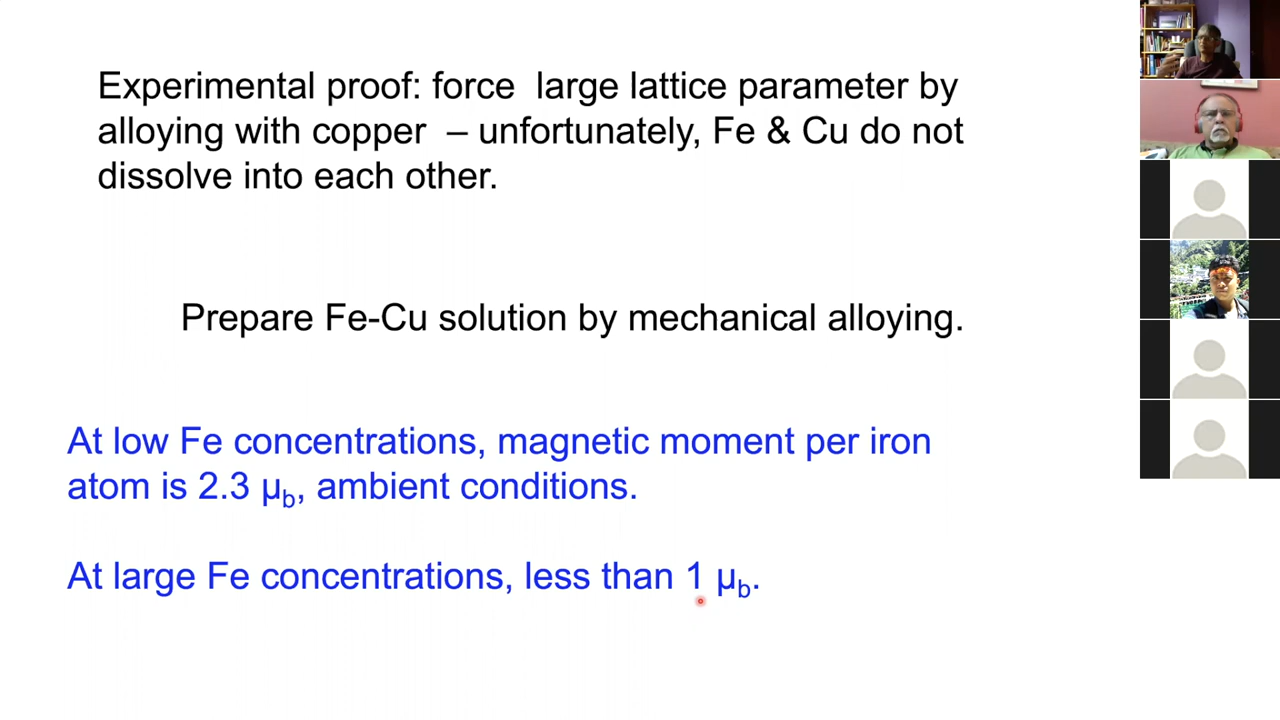 Experimental proof: force  large lattice parameter by
alloying with copper  – unfortunately, Fe & Cu do not
dissolve into each other.
Prepare Fe-Cu solution by mechanical alloying.
At low Fe concentrations, magnetic moment per iron
atom is 2.3 μb, ambient conditions.
At large Fe concentrations, less than 1 μb.